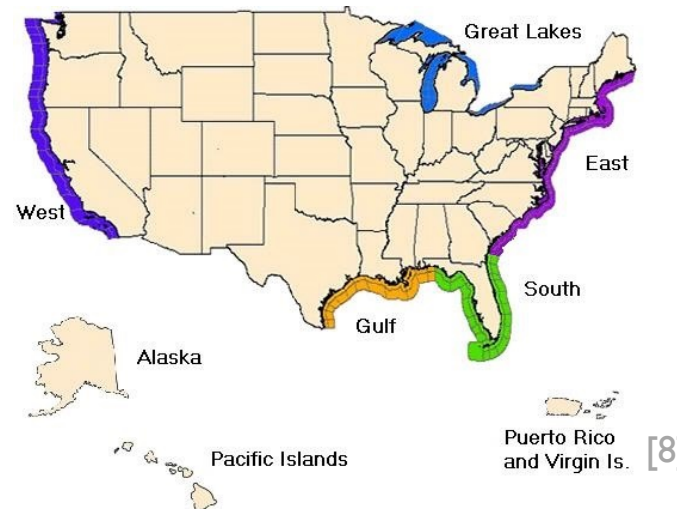 Great Lakes
East
West
South
Gulf
Alaska
Puerto Rico
and Virgin Is. [8]
Pacific Islands